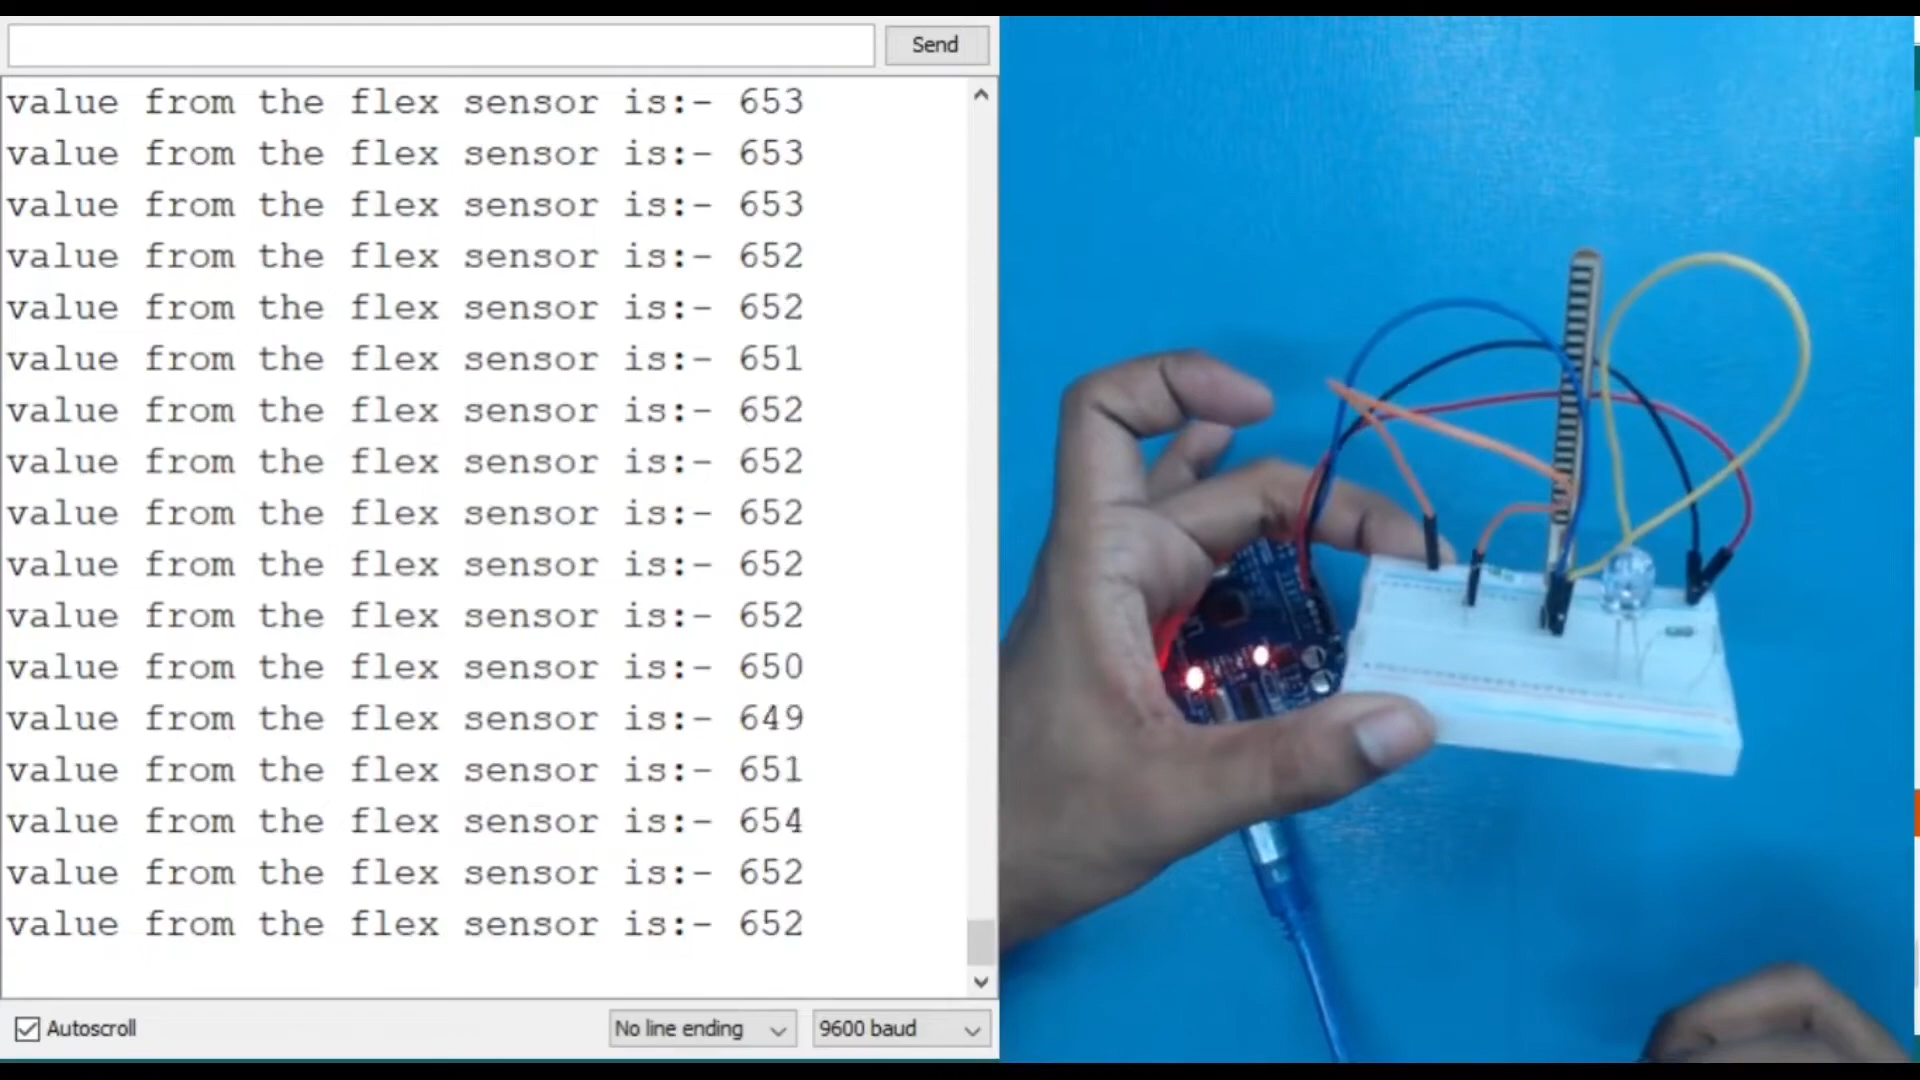 Send
value from the flex sensor is:- 653
value from the flex sensor is:- 653
value from the flex sensor is:- 653
value from the flex sensor is:- 652
value from the flex sensor is:- 652
value from the flex sensor is:- 651
value from the flex sensor is:- 652
value from the flex sensor is:- 652
value from the flex sensor is:- 652
value from the flex sensor is:- 652
value from the flex sensor is:- 652
value from the flex sensor is:- 650
value from the flex sensor is:- 649
value from the flex sensor is:- 651
value from the flex sensor is:- 654
value from the flex sensor is:- 652
value from the flex sensor is:- 652
Autoscroll
No line ending
9600 baud